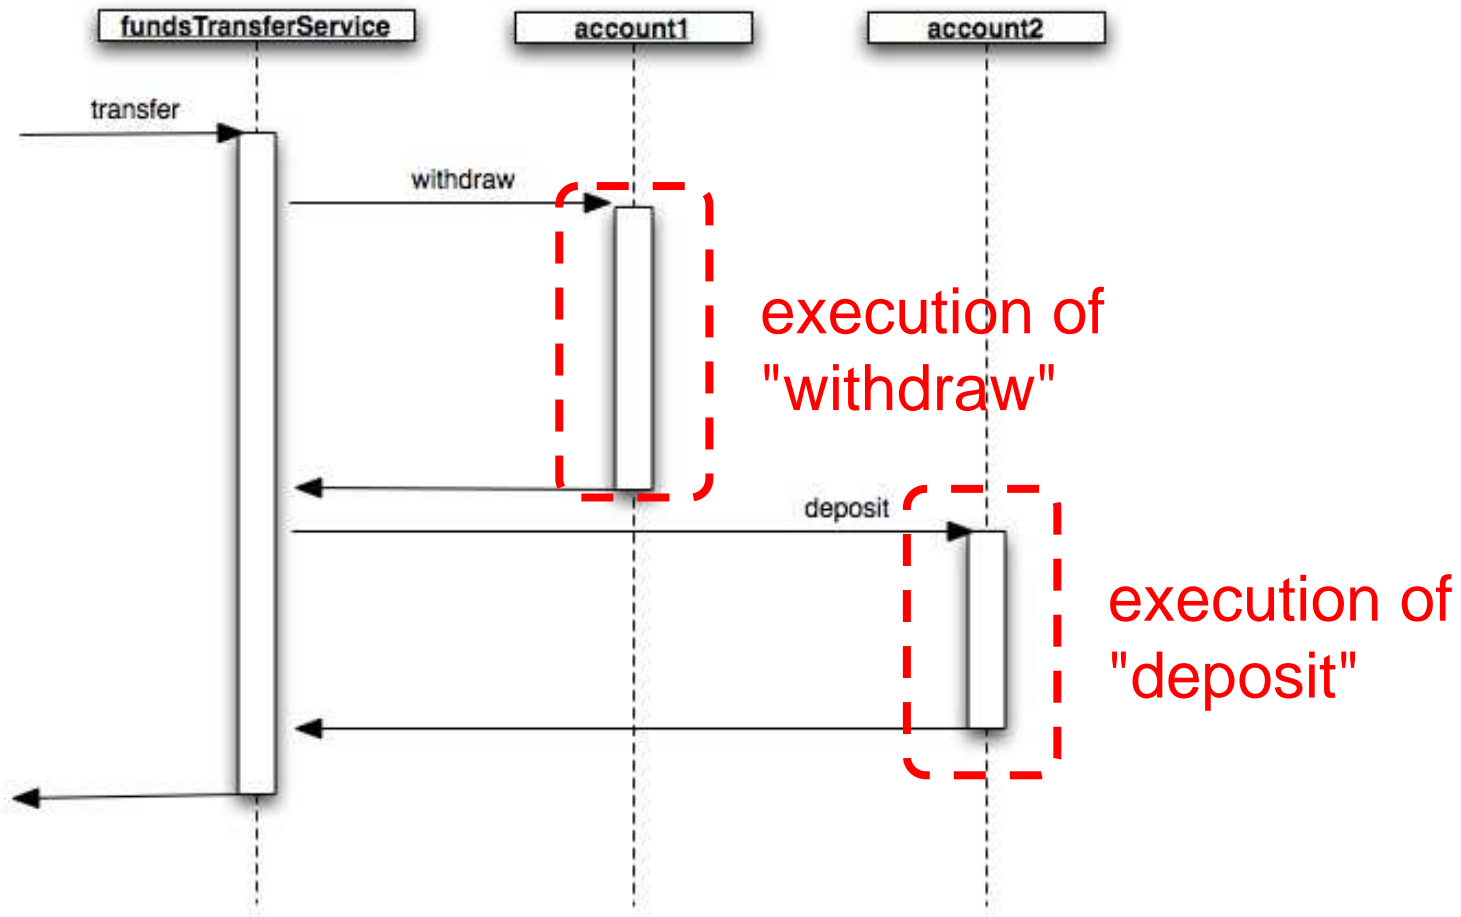 fundsTransferService
account1
account2
transfer
withdraw
execution of
"withdraw"
deposit
execution of
"deposit"